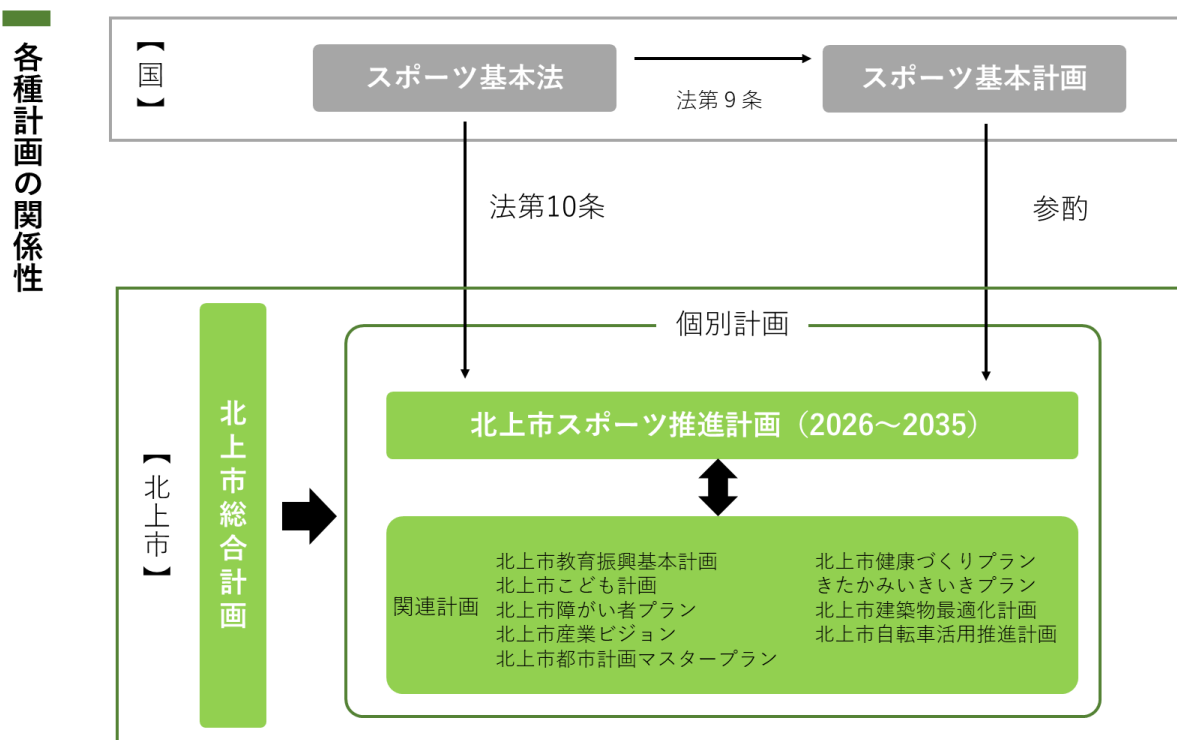 各種計画の関係性
【国】
スポーツ基本法
法第９条
スポーツ基本計画
法第10条
参酌
【北上市】
北上市総合計画
個別計画
北上市スポーツ推進計画（2026～2035）
関連計画
北上市教育振興基本計画
北上市こども計画
北上市障がい者プラン
北上市産業ビジョン
北上市都市計画マスタープラン
北上市健康づくりプラン
きたかみいきいきプラン
北上市建築物最適化計画
北上市自転車活用推進計画